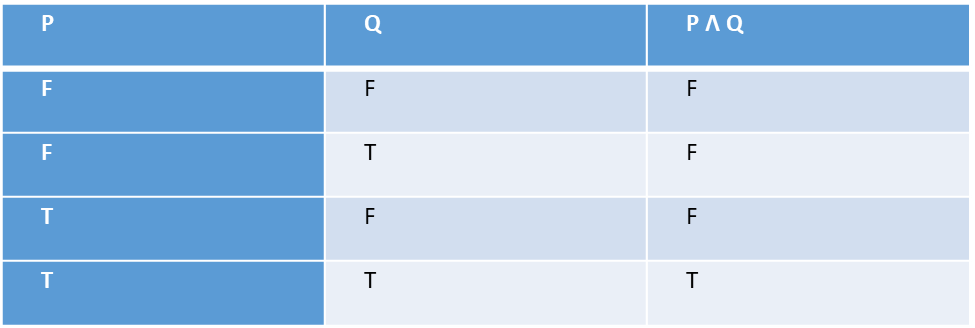 P Q P Λ Q
F F F
F T F
T F F
T T T